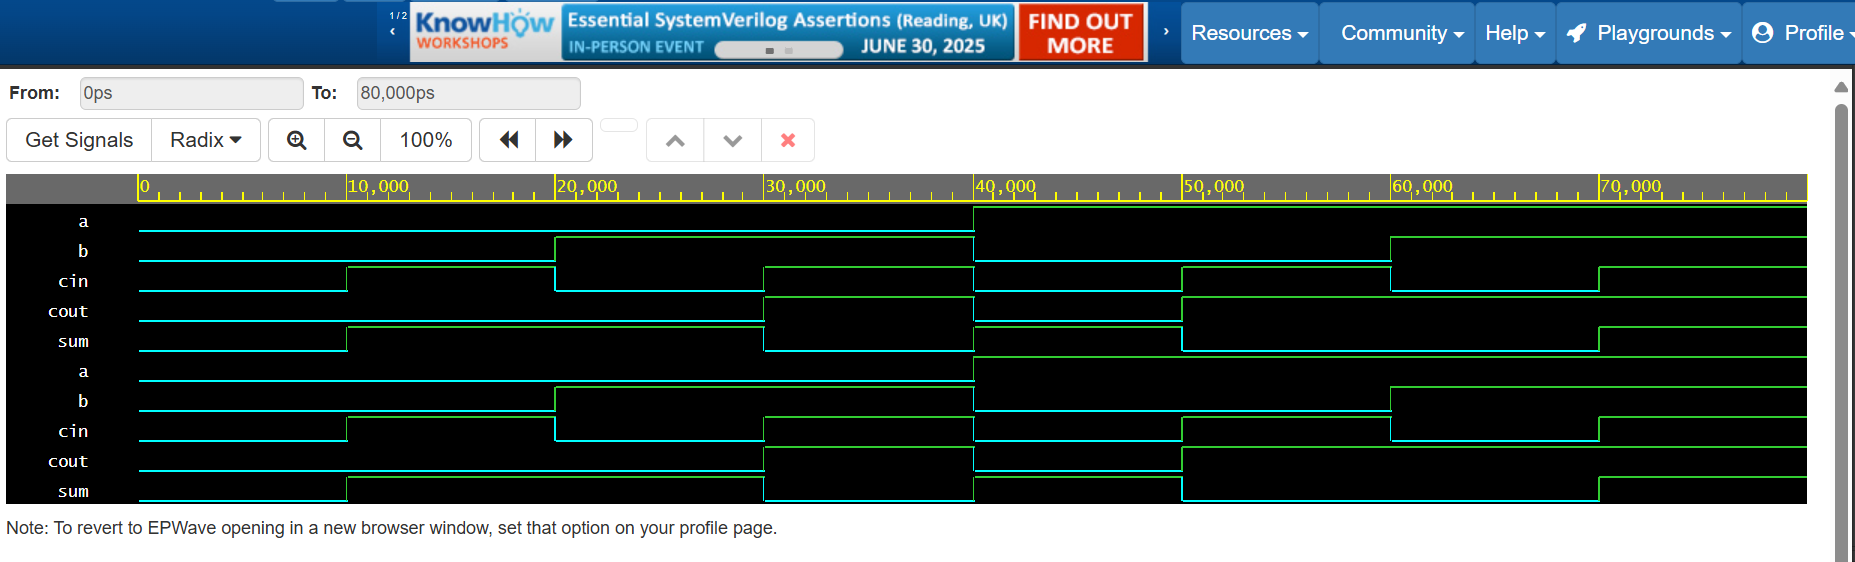 1 / 2
KnowHow
WORKSHOPS
Essential SystemVerilog Assertions (Reading, UK)
IN-PERSON EVENT
JUNE 30, 2025
FIND OUT
MORE
Resources
Community
Help
Playgrounds
Profile
From: 0ps To: 80,000ps
Get Signals Radix 100%
0 10,000 20,000 30,000 40,000 50,000 60,000 70,000
a
b
cin
cout
sum
a
b
cin
cout
sum
Note: To revert to EPWave opening in a new browser window, set that option on your profile page.